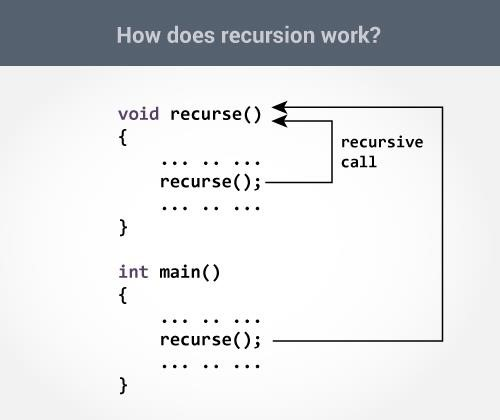 How does recursion work?
void recurse()
{
... .. ...
recursive
call
recurse();
... .. ...
}
int main()
{
... .. ...
recurse();
... .. ...
}